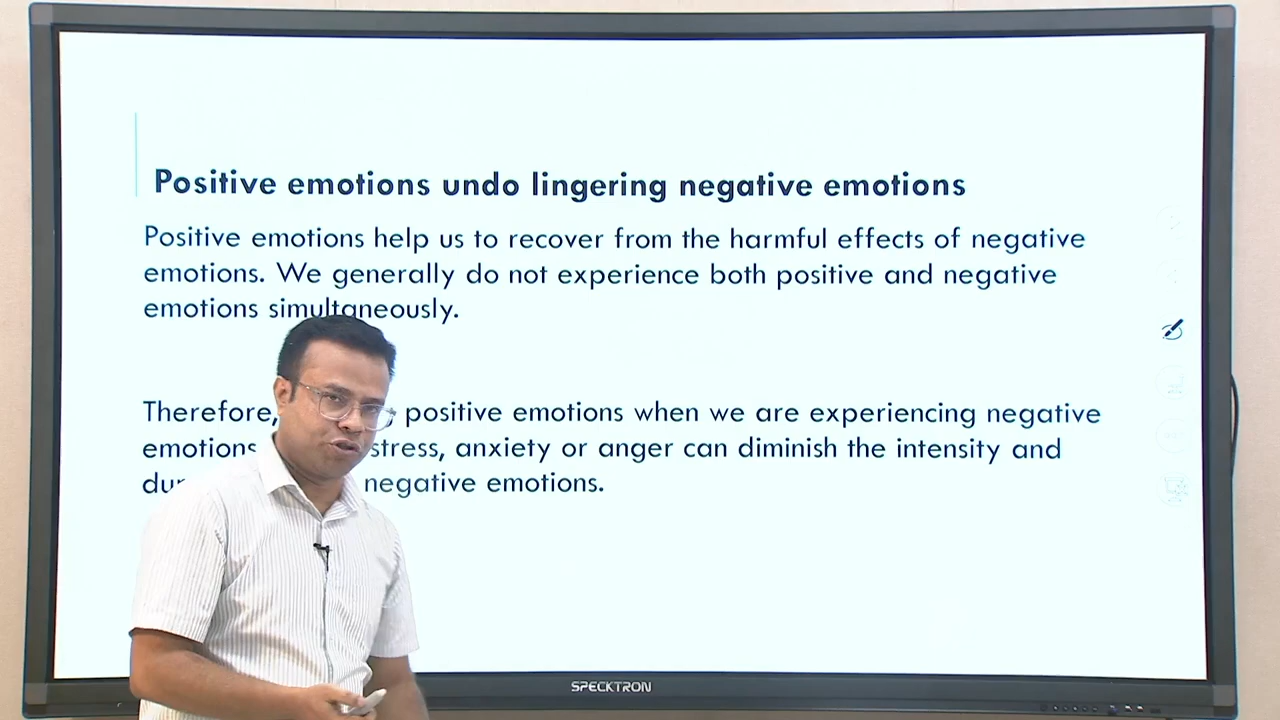 Positive emotions undo lingering negative emotions
Positive emotions help us to recover from the harmful effects of negative
emotions. We generally do not experience both positive and negative
emotions simultaneously.
Therefore, positive emotions when we are experiencing negative
emotions stress, anxiety or anger can diminish the intensity and
negative emotions.
SPECKTRON